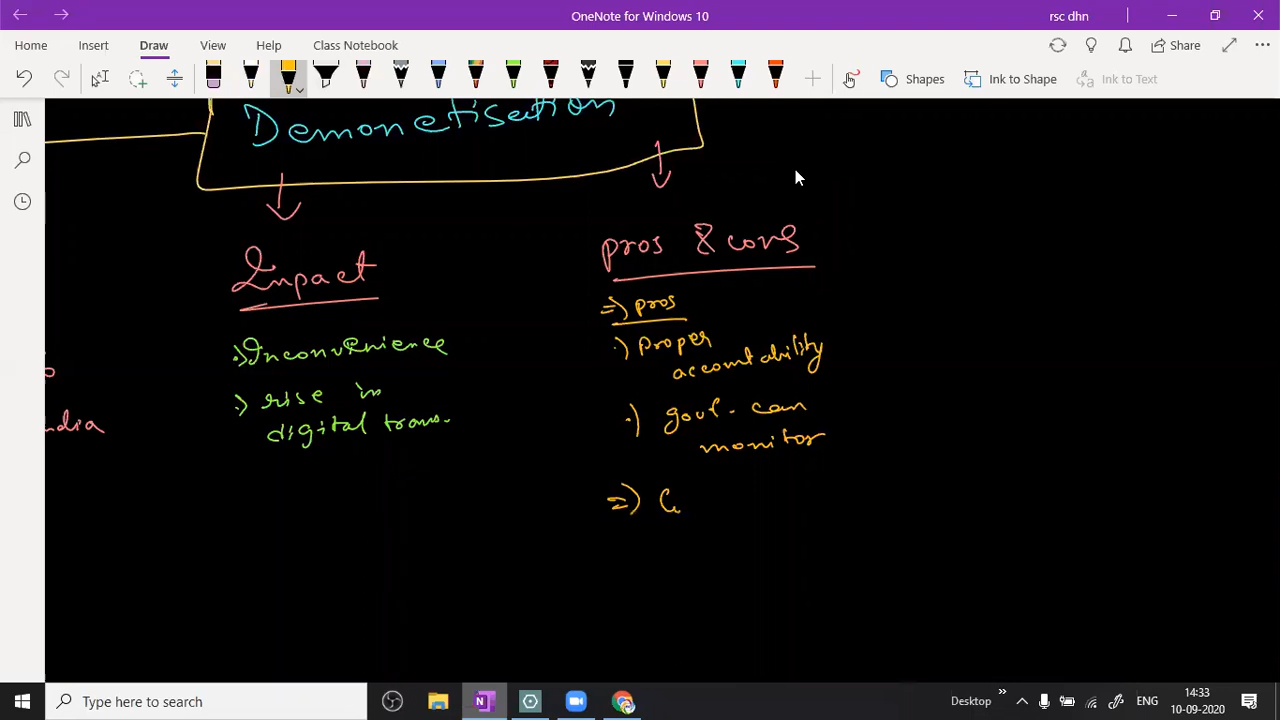 OneNote for Windows 10
rsc dhn
Home Insert Draw View Help Class Notebook
Share
Shapes Ink to Shape Ink to Text
Demonetisation
Impact
:) Inconvenience
:) rise in
digital trans.
pros & cons
=) pros
:) Proper
accountability
:) govt. can
monitor
=) C
ndia
Type here to search
Desktop
ENG
14:33
10-09-2020